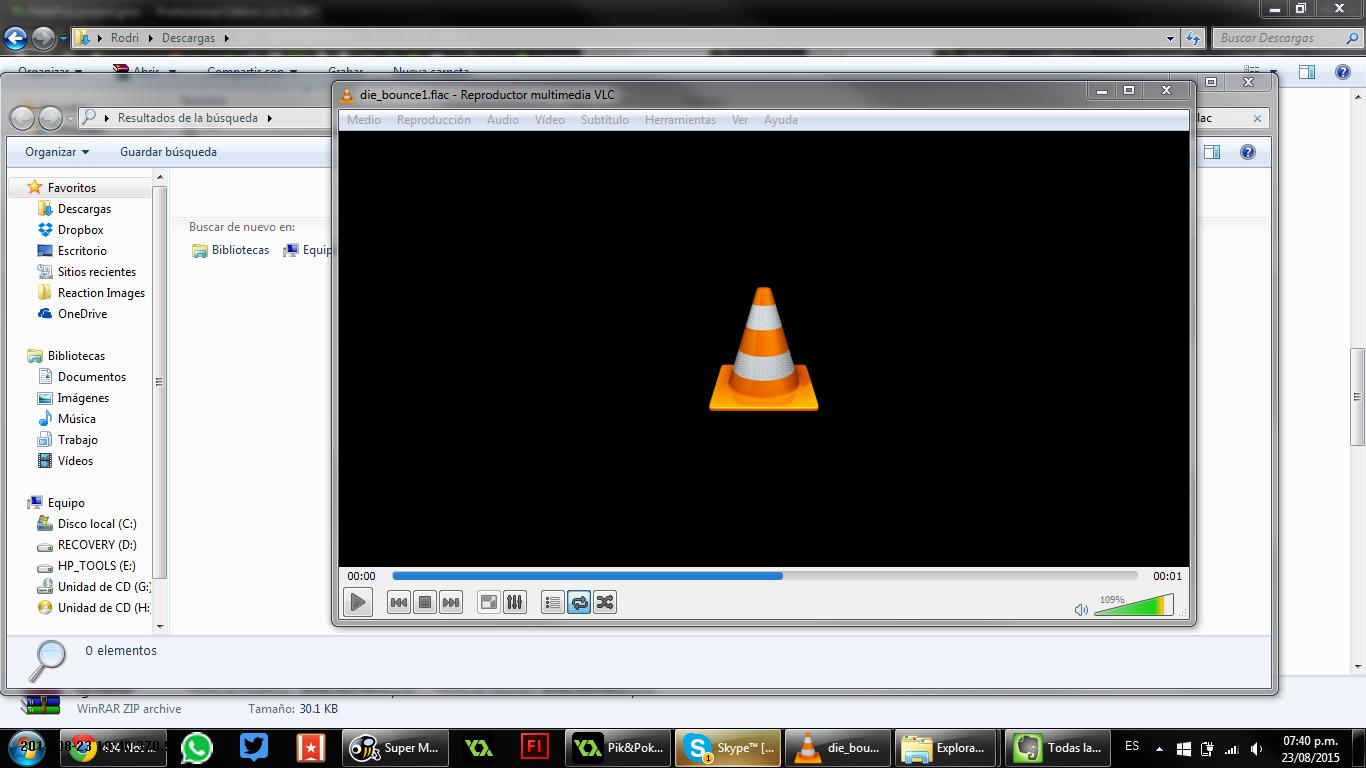 Rodri
Descargas
Buscar Descargas
Organizar
Abrir
Compartir con
Grabar
Nueva carpeta
die_bounce1.flac - Reproductor multimedia VLC
Resultados de la búsqueda
lac
Medio Reproducción Audio Vídeo Subtítulo Herramientas Ver Ayuda
Organizar
Guardar búsqueda
Favoritos
Descargas
Dropbox
Escritorio
Sitios recientes
Reaction Images
OneDrive
Bibliotecas
Documentos
Imágenes
Música
Trabajo
Vídeos
Equipo
Disco local (C:)
RECOVERY (D:)
HP_TOOLS (E:)
Unidad de CD (G:
Unidad de CD (H:
Buscar de nuevo en:
Bibliotecas
Equip
00:00
00:01
109%
0 elementos
WinRAR ZIP archive
Tamaño: 30.1 KB
Super M...
Fl
Pik&Pok...
Skype™ [...
1
die_bou...
Explora...
Todas la...
ES
07:40 p.m.
23/08/2015